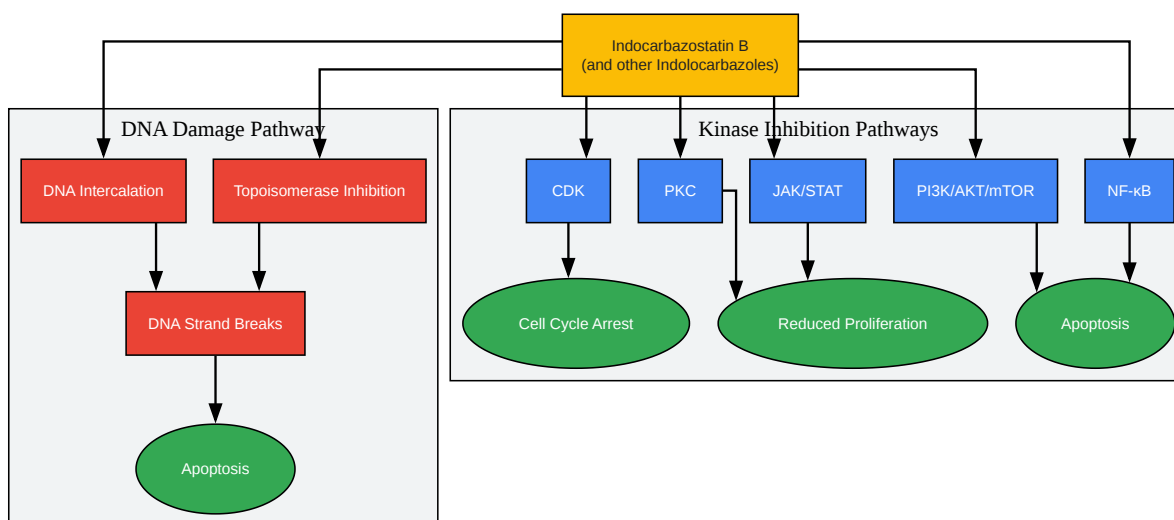 Indocarbazostatin B
(and other Indolocarbazoles)
DNA Damage Pathway
Kinase Inhibition Pathways
DNA Intercalation
Topoisomerase Inhibition
CDK
PKC
JAK/STAT
PI3K/AKT/mTOR
NF-κB
DNA Strand Breaks
Cell Cycle Arrest
Reduced Proliferation
Apoptosis
Apoptosis